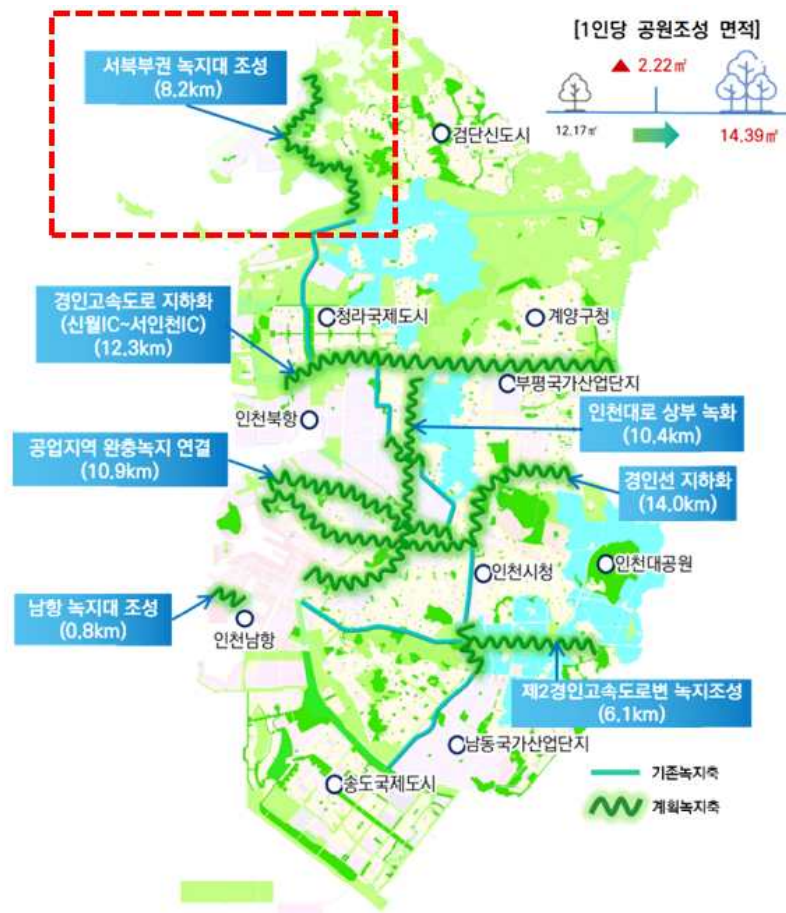 [1인당 공원조성 면적]
▲ 2.22㎡
12.17㎡
14.39㎡
서북부권 녹지대 조성
(8.2km)
검단신도시
경인고속도로 지하화
(신월IC~서인천IC)
(12.3km)
청라국제도시
계양구청
부평국가산업단지
인천북항
인천대로 상부 녹화
(10.4km)
공업지역 완충녹지 연결
(10.9km)
경인선 지하화
(14.0km)
인천시청
인천대공원
남항 녹지대 조성
(0.8km)
인천남항
제2경인고속도로변 녹지조성
(6.1km)
남동국가산업단지
송도국제도시
기존녹지축
계획녹지축